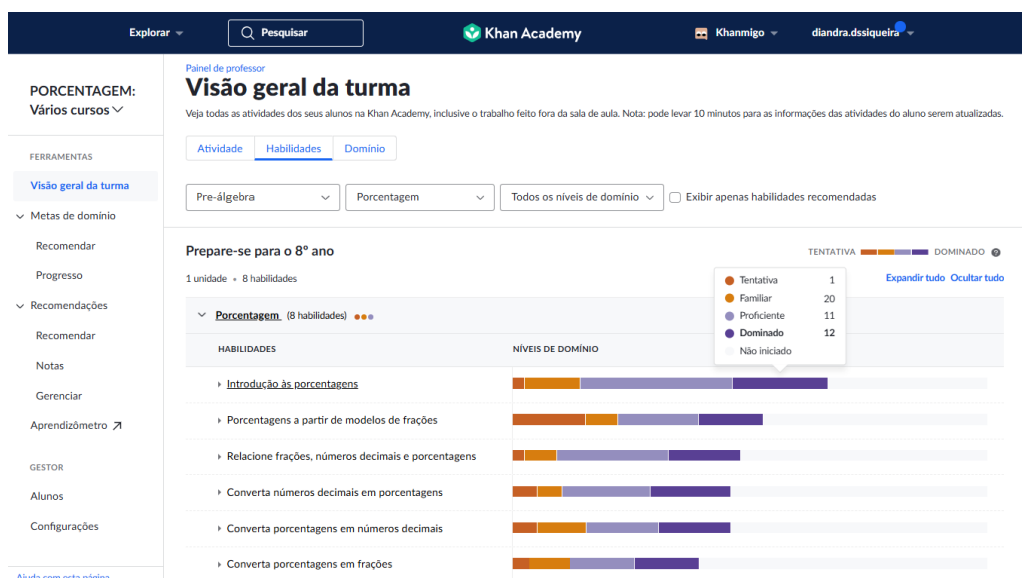 Explorar
Pesquisar
Khan Academy
Khanmigo
diandra.dssiqueira
PORCENTAGEM:
Vários cursos
FERRAMENTAS
Visão geral da turma
Metas de domínio
Recomendar
Progresso
Recomendações
Recomendar
Notas
Gerenciar
Aprendizômetro
GESTOR
Alunos
Configurações
Ajuda com esta página
Painel de professor
Visão geral da turma
Veja todas as atividades dos seus alunos na Khan Academy, inclusive o trabalho feito fora da sala de aula. Nota: pode levar 10 minutos para as informações das atividades do aluno serem atualizadas.
Atividade Habilidades Domínio
Pre-álgebra Porcentagem Todos os níveis de domínio Exibir apenas habilidades recomendadas
Prepare-se para o 8º ano
TENTATIVA DOMINADO
1 unidade • 8 habilidades
Expandir tudo Ocultar tudo
Tentativa 1
Familiar 20
Proficiente 11
Dominado 12
Não iniciado
Porcentagem (8 habilidades)
HABILIDADES NÍVEIS DE DOMÍNIO
Introdução às porcentagens
Porcentagens a partir de modelos de frações
Relacione frações, números decimais e porcentagens
Converta números decimais em porcentagens
Converta porcentagens em números decimais
Converta porcentagens em frações